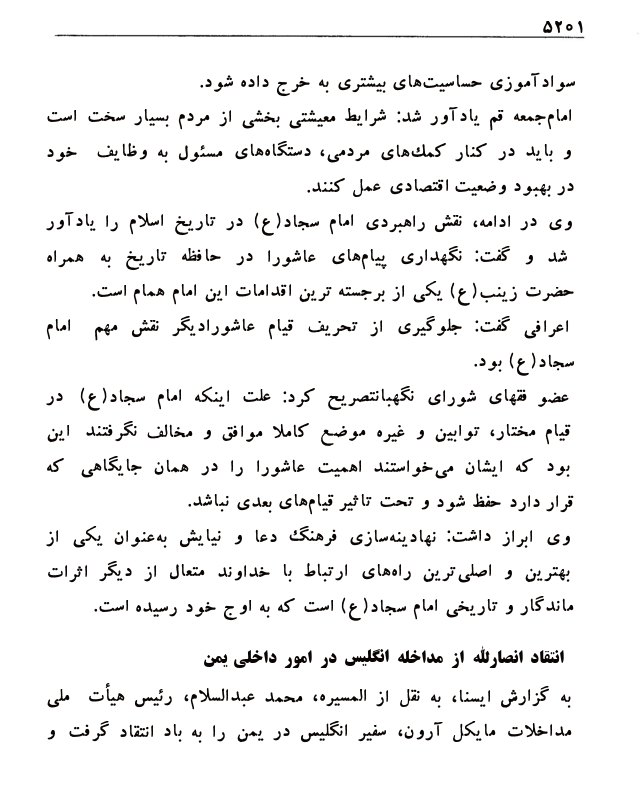 ۵۲۰۱
سوادآموزی حساسیت‌های بیشتری به خرج داده شود.
امام‌جمعه قم یادآور شد: شرایط معیشتی بخشی از مردم بسیار سخت است
و باید در کنار کمك‌های مردمی، دستگاه‌های مسئول به وظایف خود
در بهبود وضعیت اقتصادی عمل کنند.
وی در ادامه، نقش راهبردی امام سجاد(ع) در تاریخ اسلام را یادآور
شد و گفت: نگهداری پیام‌های عاشورا در حافظه تاریخ به همراه
حضرت زینب(ع) یکی از برجسته ترین اقدامات این امام همام است.
اعرافی گفت: جلوگیری از تحریف قیام عاشورادیگر نقش مهم امام
سجاد(ع) بود.
عضو فقهای شورای نگهبانتصریح کرد: علت اینکه امام سجاد(ع) در
قیام مختار، توابین و غیره موضع کاملا موافق و مخالف نگرفتند این
بود که ایشان می‌خواستند اهمیت عاشورا را در همان جایگاهی که
قرار دارد حفظ شود و تحت تاثیر قیام‌های بعدی نباشد.
وی ابراز داشت: نهادینه‌سازی فرهنگ دعا و نیایش به‌عنوان یکی از
بهترین و اصلی‌ترین راه‌های ارتباط با خداوند متعال از دیگر اثرات
ماندگار و تاریخی امام سجاد(ع) است که به اوج خود رسیده است.
انتقاد انصارلله از مداخله انگلیس در امور داخلی یمن
به گزارش ایسنا، به نقل از المسیره، محمد عبدالسلام، رئیس هیأت ملی
مداخلات مایکل آرون، سفیر انگلیس در یمن را به باد انتقاد گرفت و